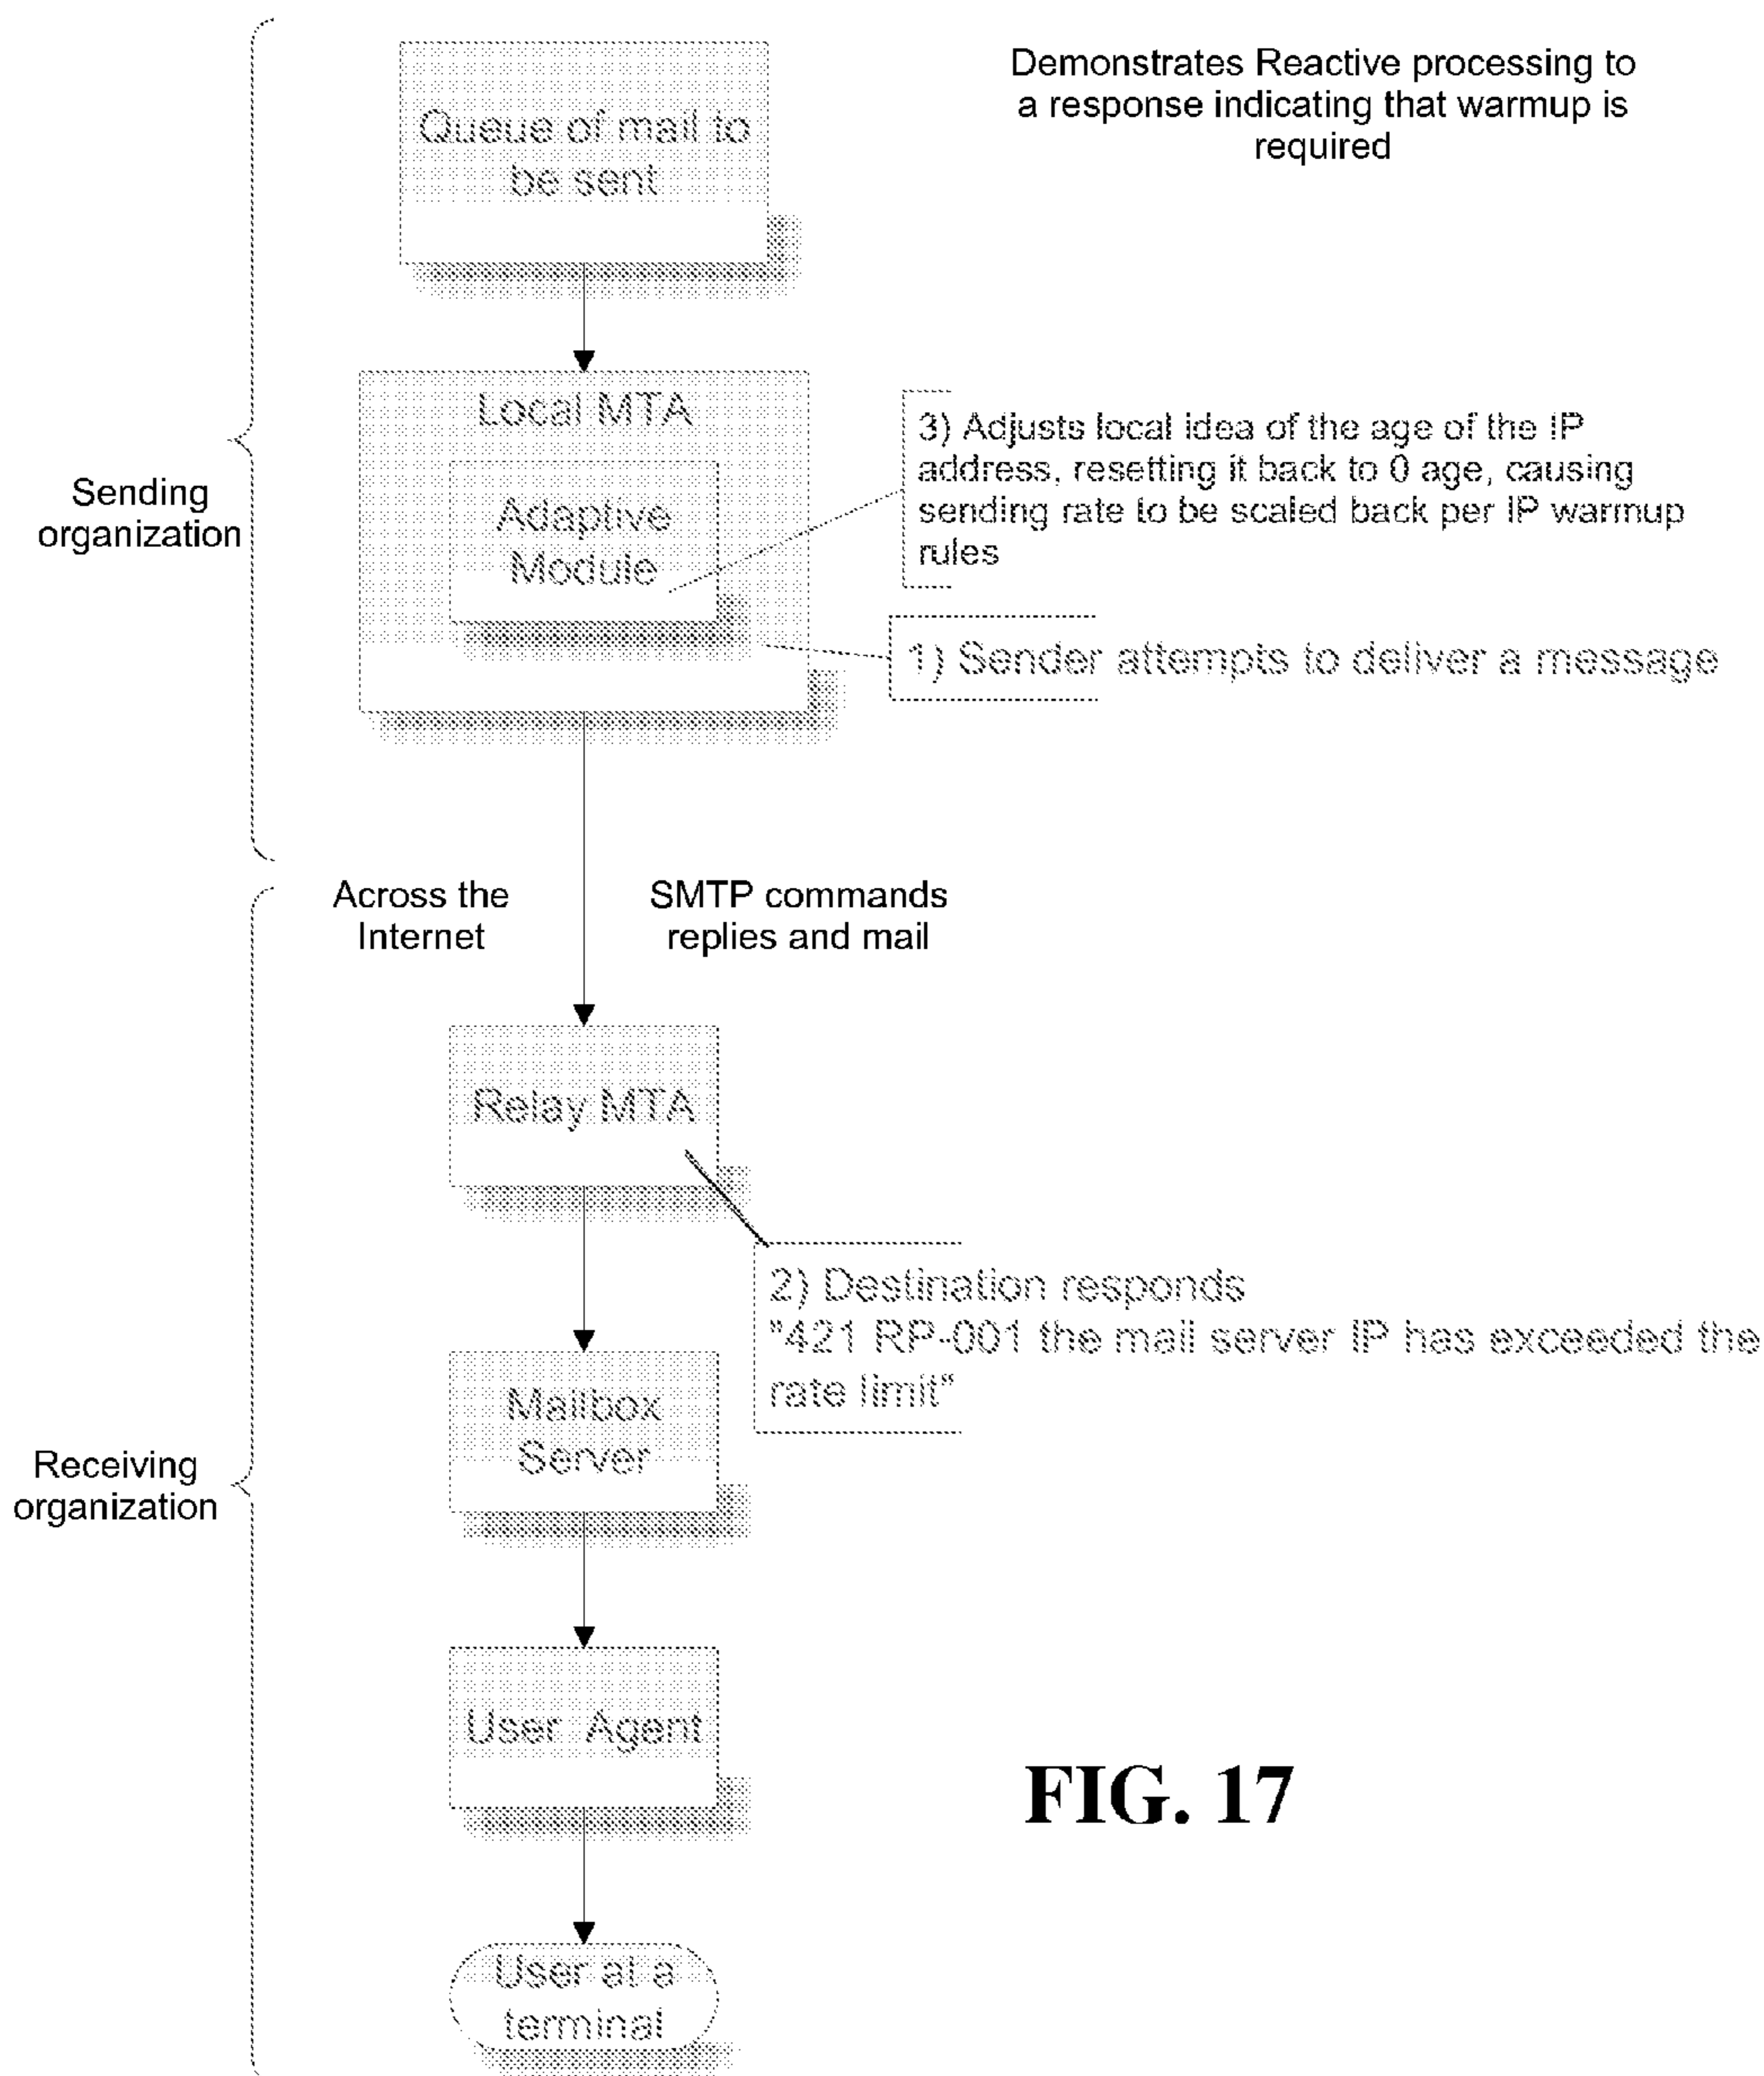 Demonstrates Reactive processing to
a response indicating that warmup is
required
Queue of mail to
be sent
Local MTA
Adaptive
Module
3) Adjusts local idea of the age of the IP
address, resetting it back to 0 age, causing
sending rate to be scaled back per IP warmup
rules
Sending
organization
1) Sender attempts to deliver a message
Across the
Internet
SMTP commands
replies and mail
Relay MTA
2) Destination responds
"421 RP-001 the mail server IP has exceeded the
rate limit"
Mailbox
Server
Receiving
organization
User Agent
FIG. 17
User at a
terminal